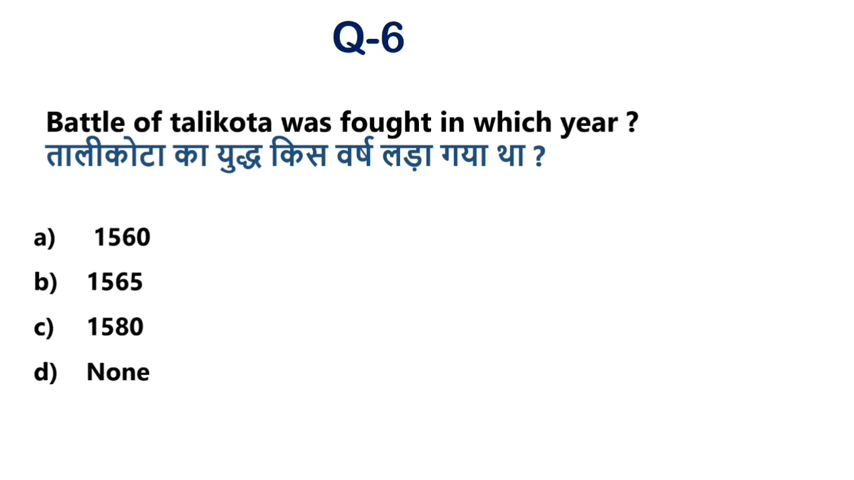 Q-6
Battle of talikota was fought in which year ?
तालीकोटा का युद्ध किस वर्ष लड़ा गया था ?
a) 1560
b) 1565
c) 1580
d) None